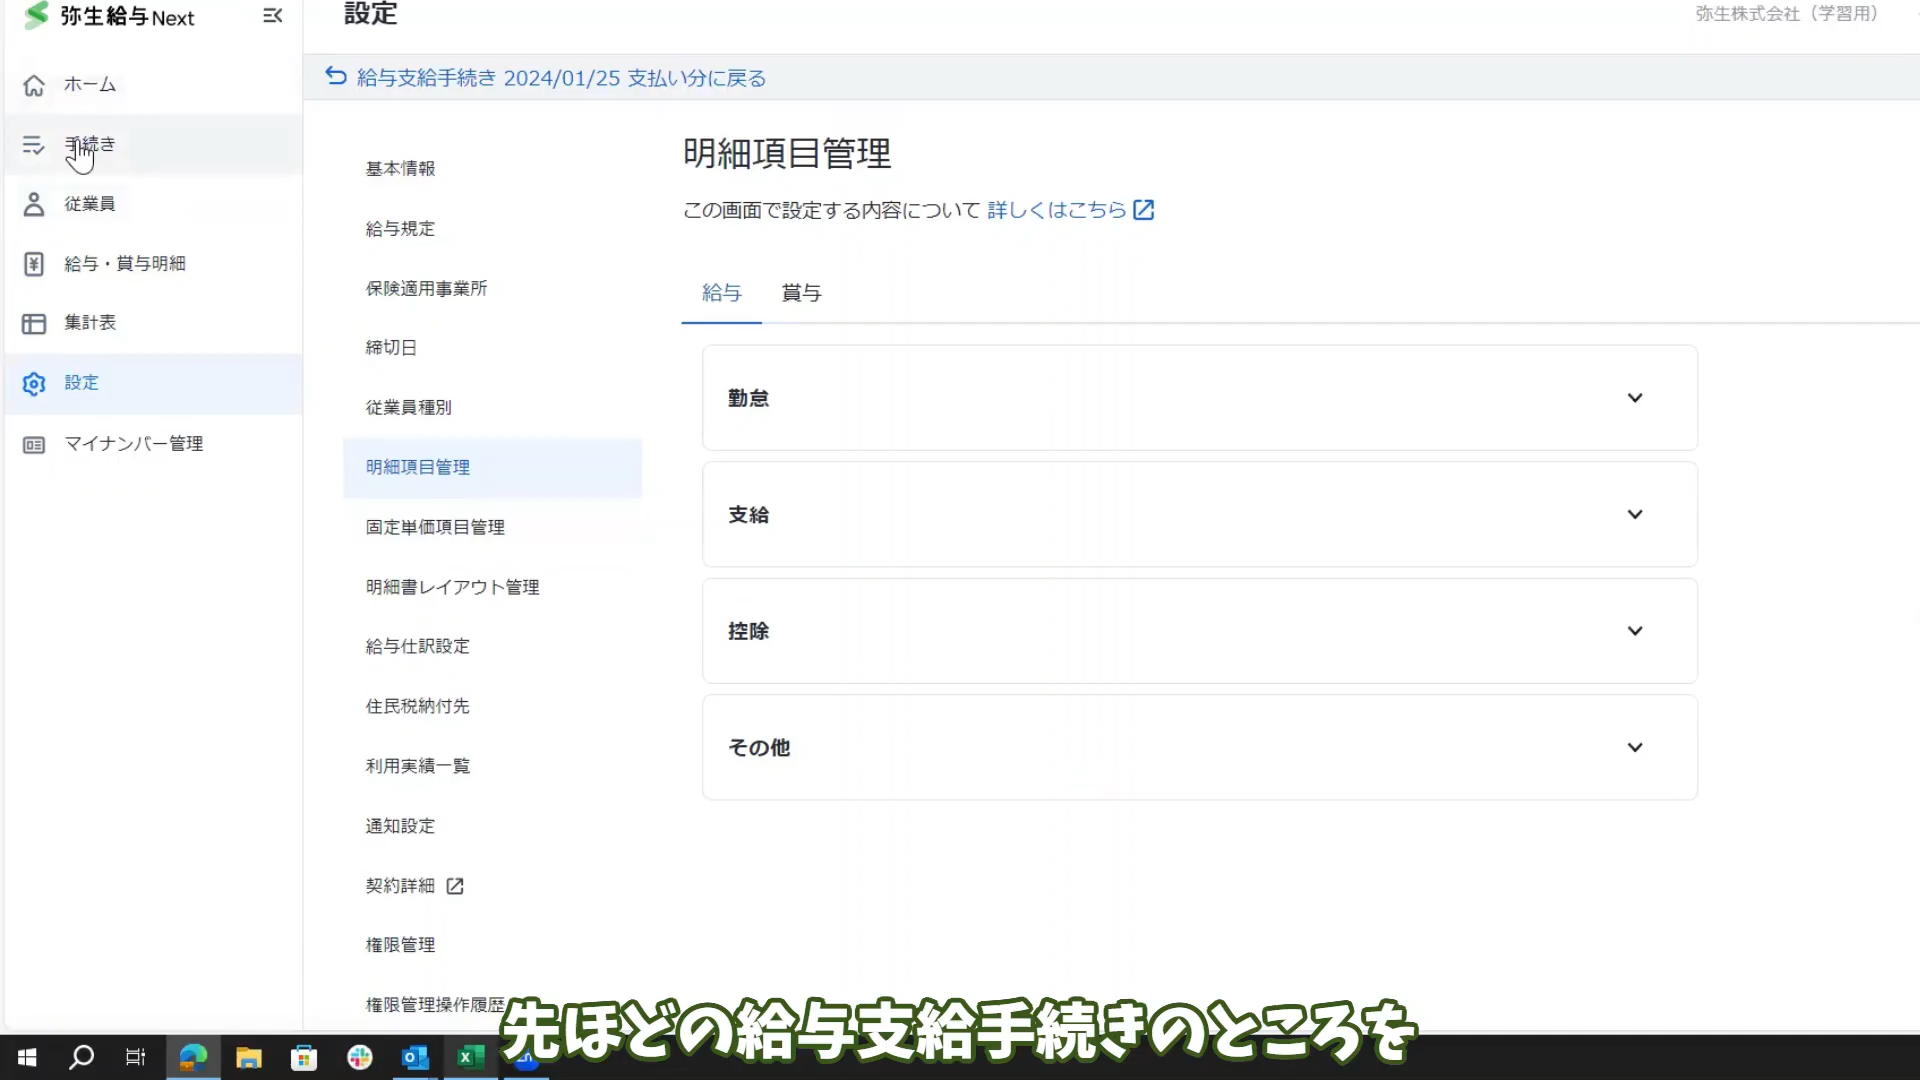 弥生給与Next
設定
弥生株式会社（学習用）
給与支給手続き 2024/01/25 支払い分に戻る
ホーム
手続き
従業員
給与・賞与明細
集計表
設定
マイナンバー管理
基本情報
給与規定
保険適用事業所
締切日
従業員種別
明細項目管理
固定単価項目管理
明細書レイアウト管理
給与仕訳設定
住民税納付先
利用実績一覧
通知設定
契約詳細
権限管理
権限管理操作履歴
明細項目管理
この画面で設定する内容について 詳しくはこちら
給与 賞与
勤怠
支給
控除
その他
先ほどの給与支給手続きのところを